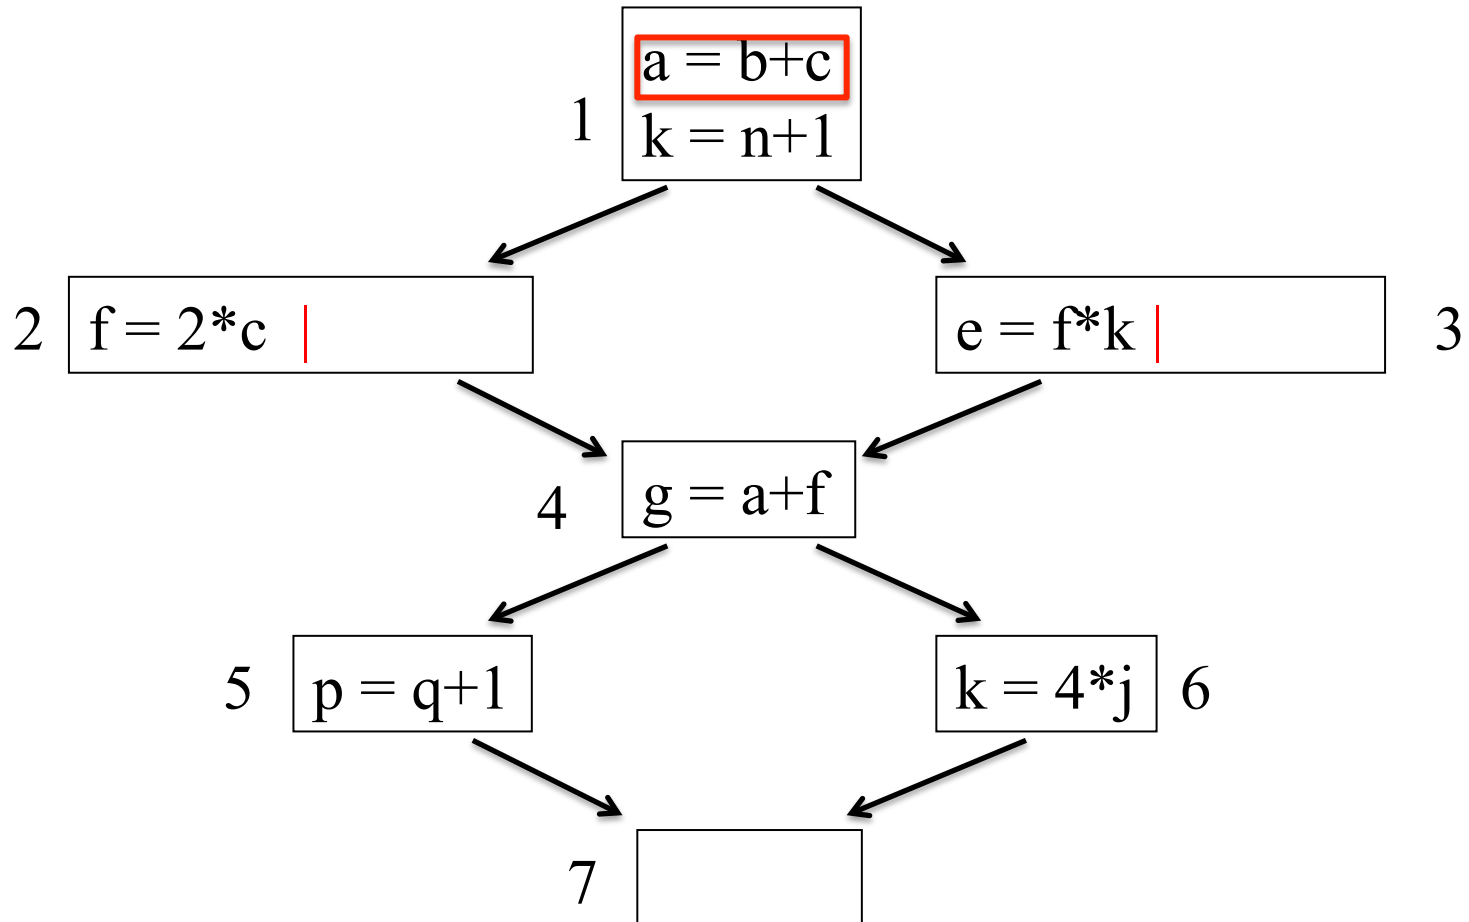 a = b+c
1
k = n+1
2
f = 2*c
e = f*k
3
4
g = a+f
5
p = q+1
k = 4*j
6
7